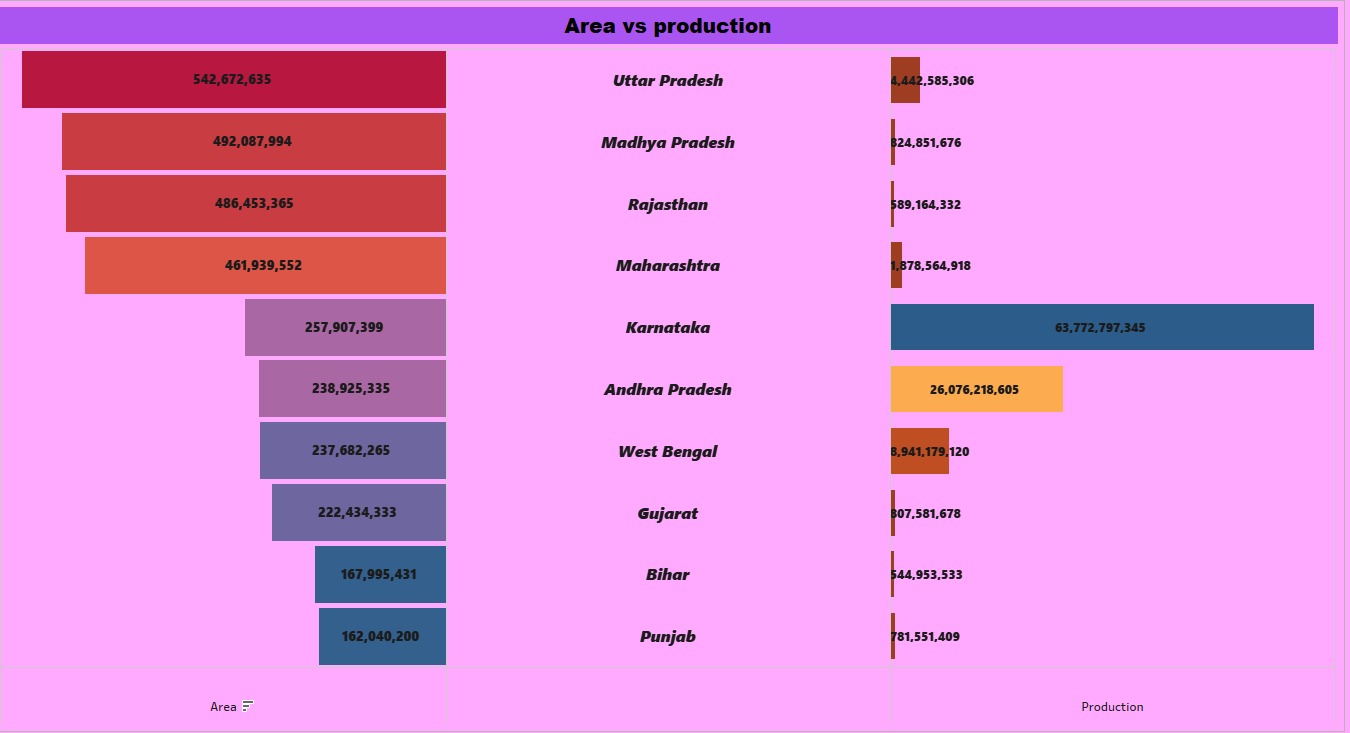 Area vs production
542,672,635 Uttar Pradesh 4,442,585,306
492,087,994 Madhya Pradesh 824,851,676
486,453,365 Rajasthan 589,164,332
461,939,552 Maharashtra 1,878,564,918
257,907,399 Karnataka 63,772,797,345
238,925,335 Andhra Pradesh 26,076,218,605
237,682,265 West Bengal 8,941,179,120
222,434,333 Gujarat 807,581,678
167,995,431 Bihar 544,953,533
162,040,200 Punjab 781,551,409
Area Production